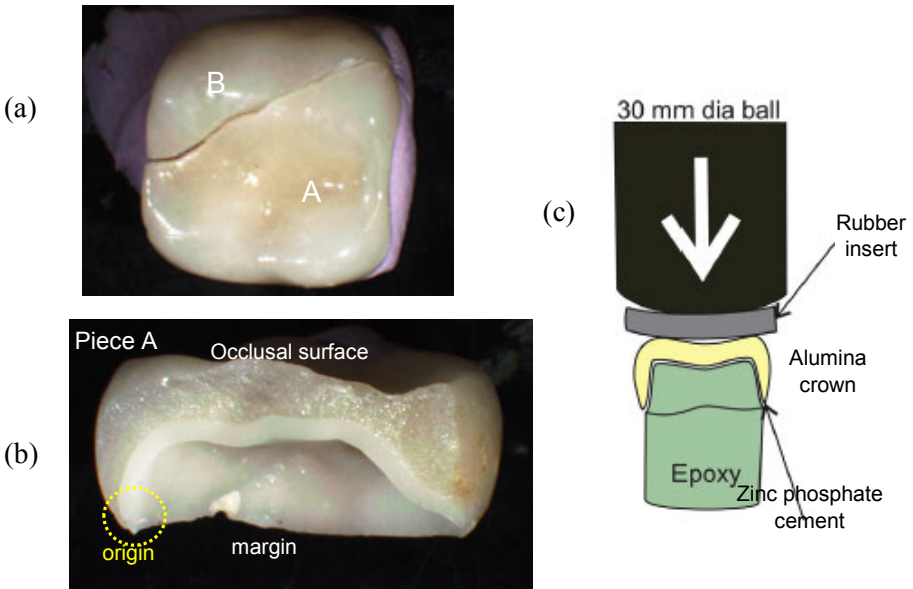 (a)
B
A
(b)
Piece A
Occlusal surface
origin
margin
(c)
30 mm dia ball
Rubber
insert
Alumina
crown
Epoxy
Zinc phosphate
cement